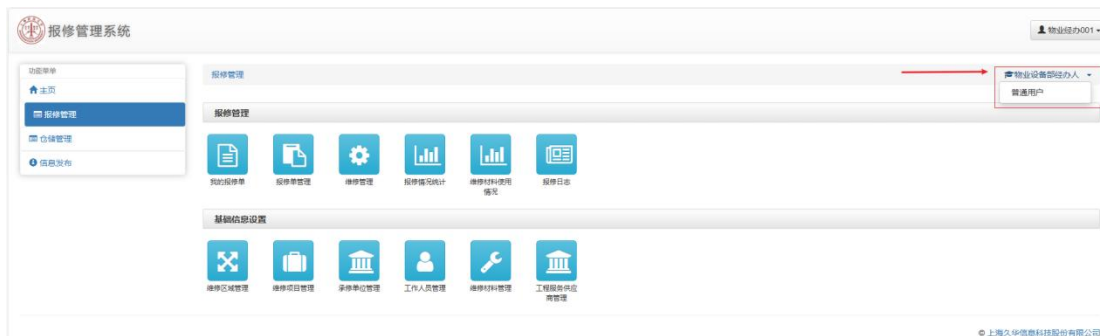 报修管理系统
物业经办001
功能菜单
主页
报修管理
仓储管理
信息发布
报修管理
物业设备部经办人
普通用户
报修管理
我的报修单
报修单管理
维修管理
报修情况统计
维修材料使用
情况
报修日志
基础信息设置
维修区域管理
维修项目管理
承修单位管理
工作人员管理
维修材料管理
工程服务供应
商管理
© 上海久华信息科技股份有限公司